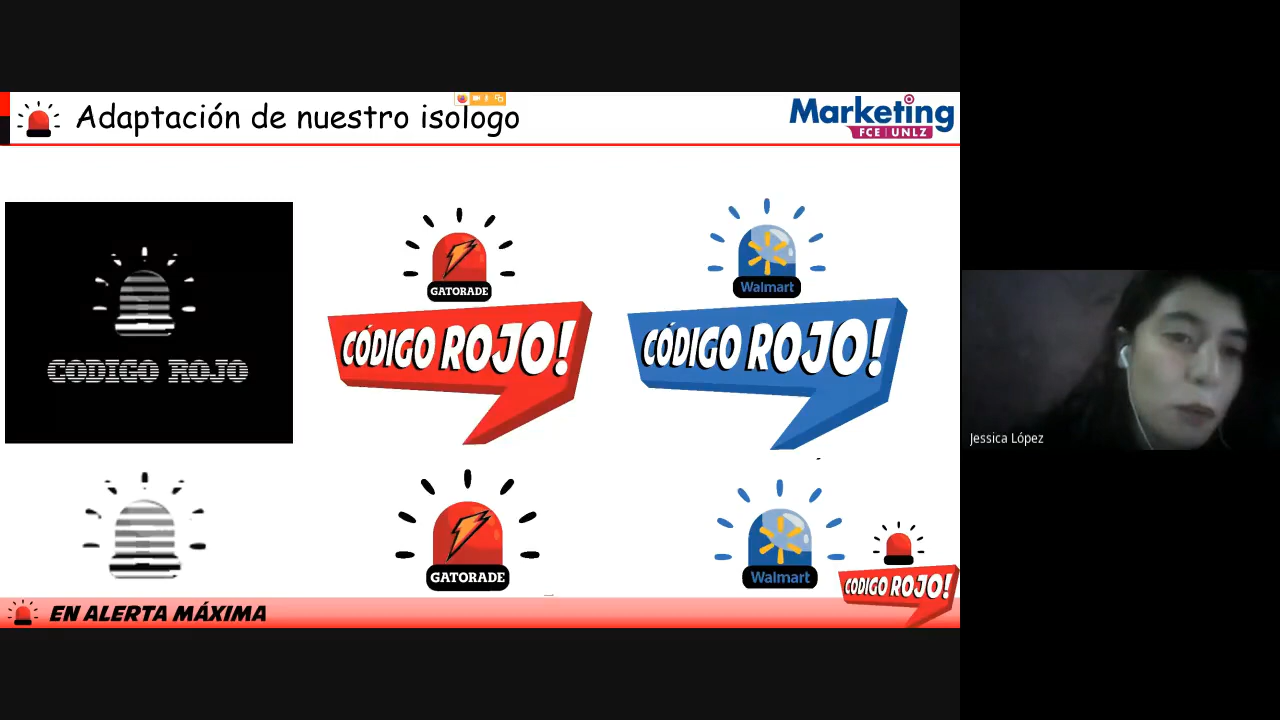 Adaptación de nuestro isologo
Marketing
FCE | UNLZ
CODIGO ROJO
GATORADE
CÓDIGO ROJO!
Walmart
CÓDIGO ROJO!
GATORADE
Walmart
CÓDIGO ROJO!
EN ALERTA MÁXIMA
Jessica López